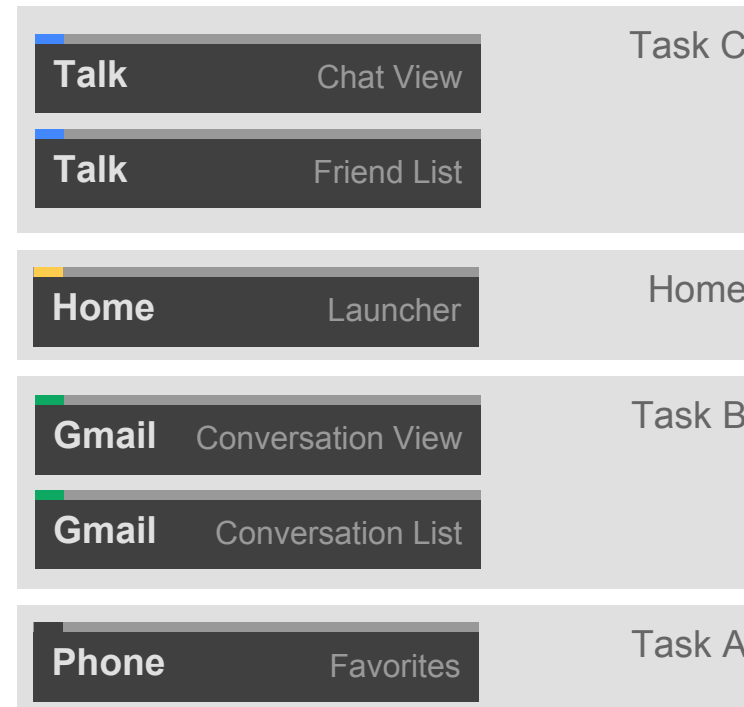 Task C
Talk Chat View
Talk Friend List
Home
Home Launcher
Task B
Gmail Conversation View
Gmail Conversation List
Task A
Phone Favorites